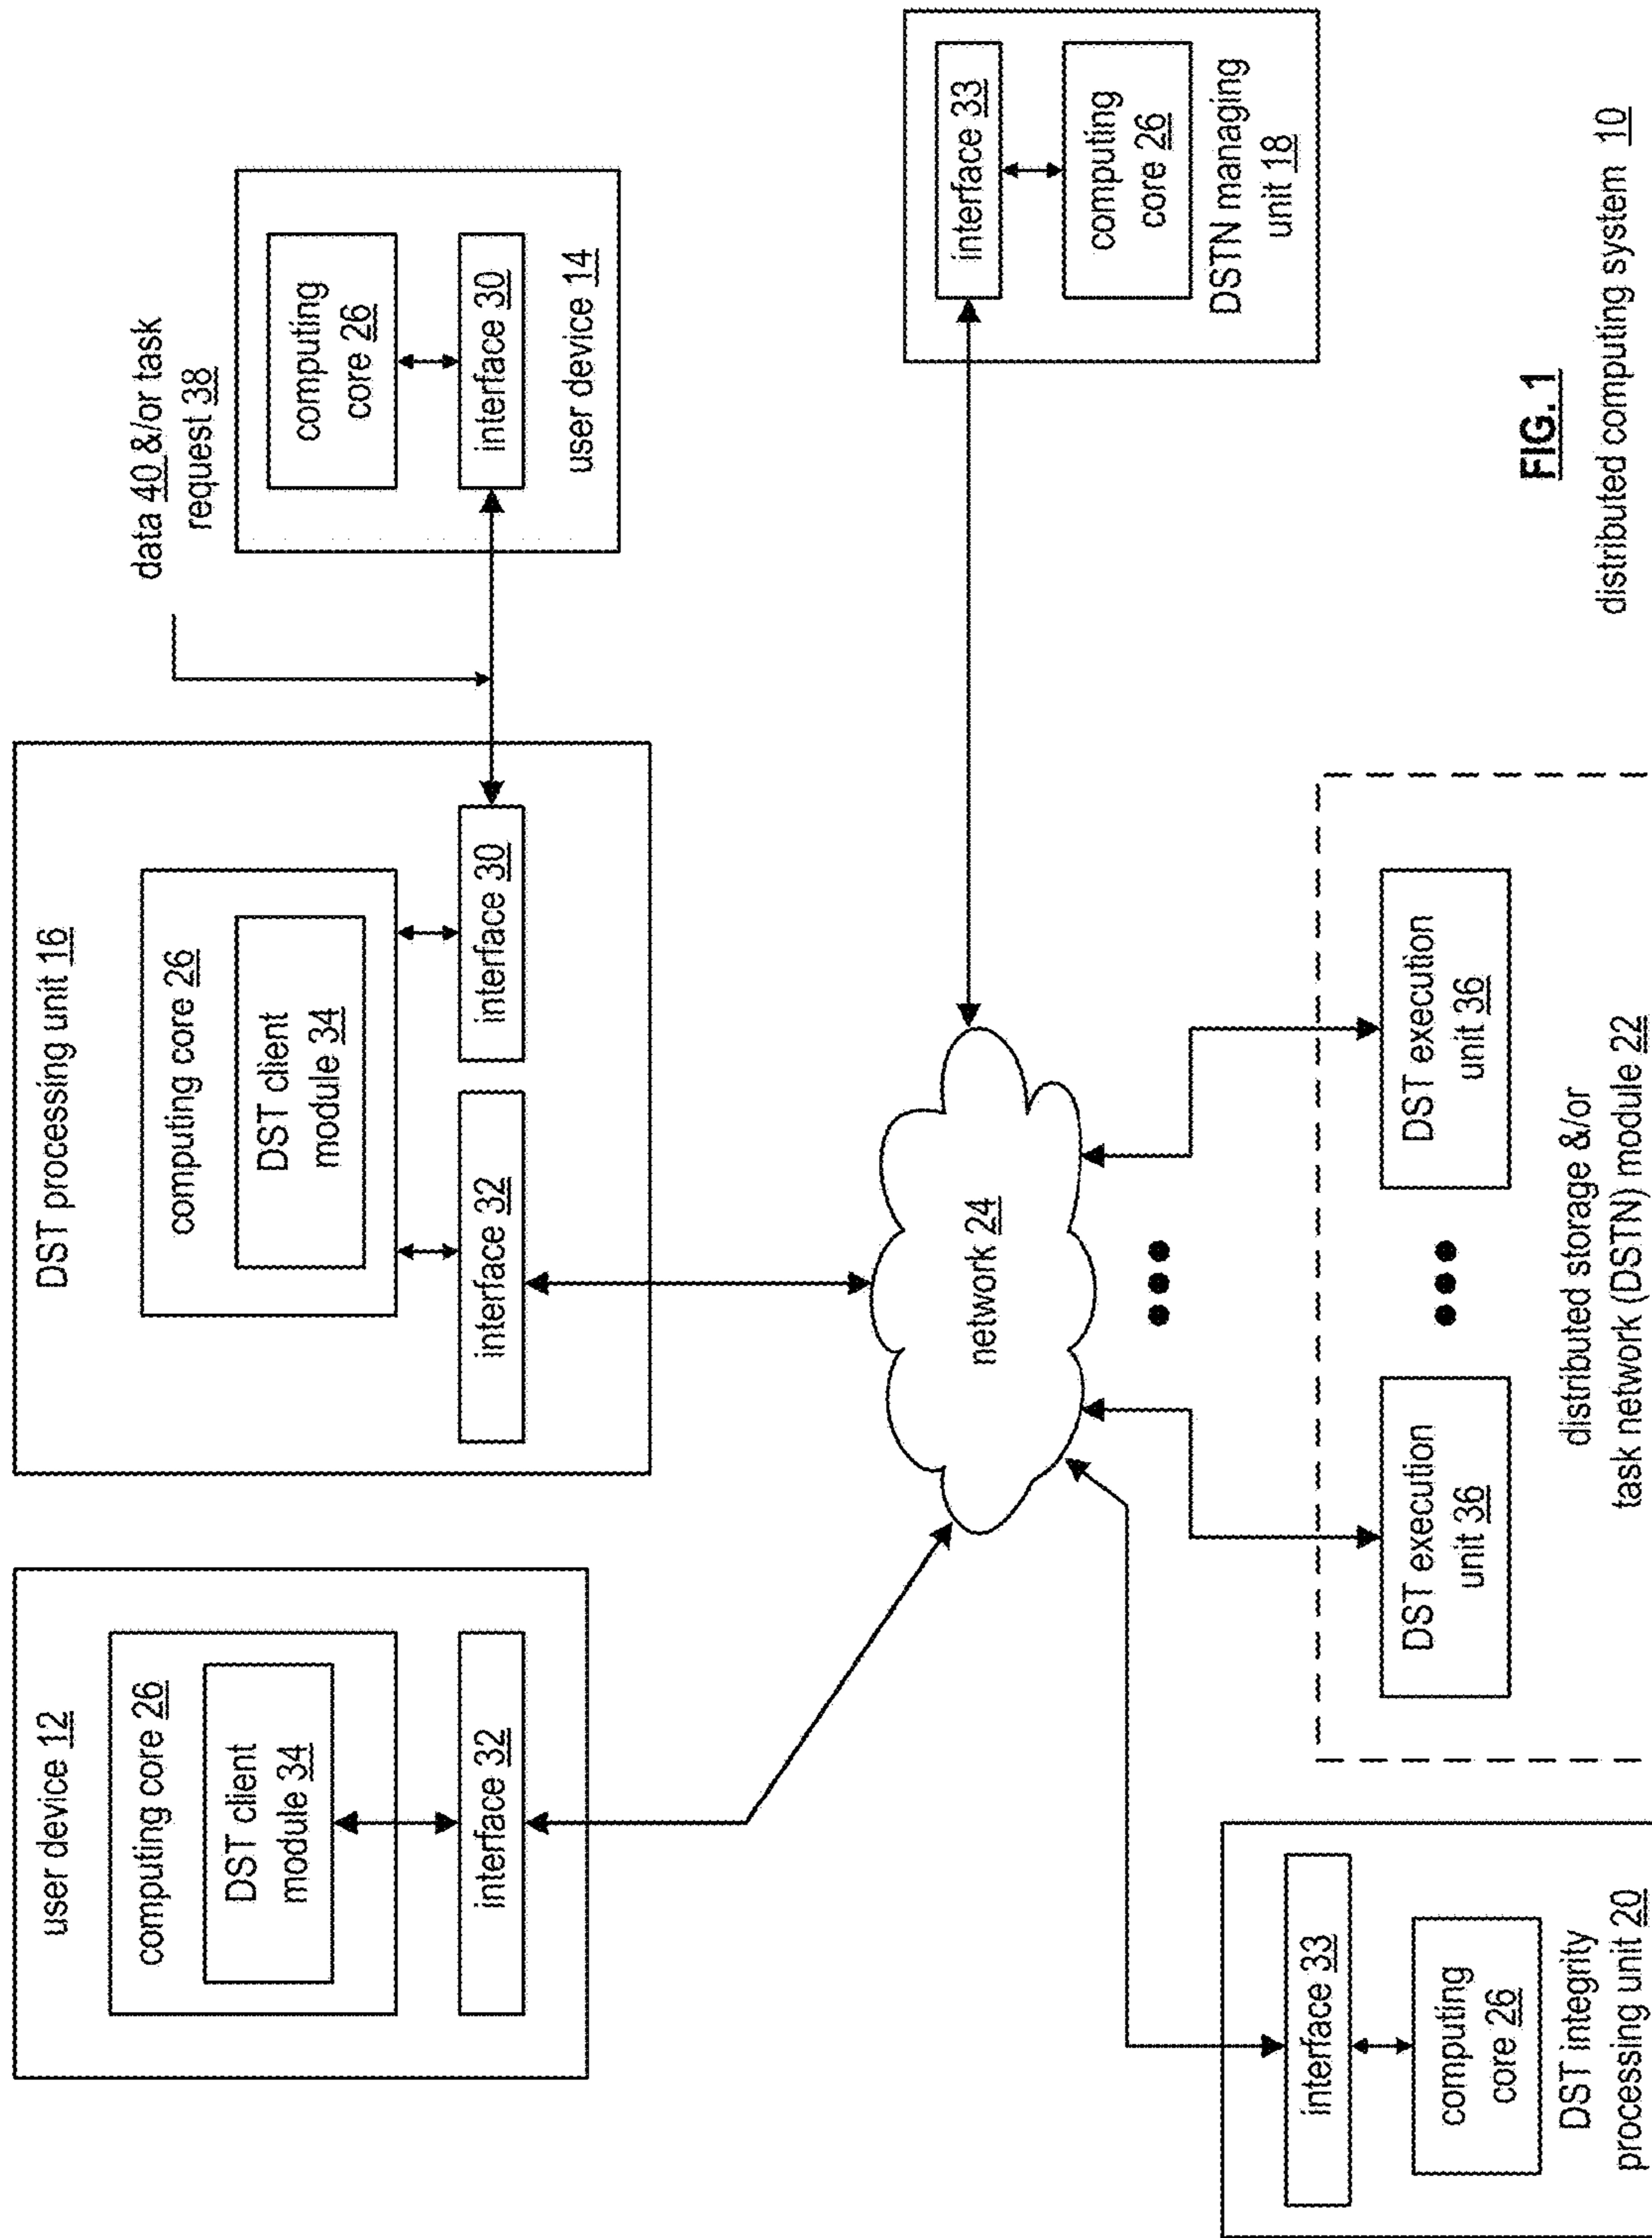 user device 12
computing core 26
DST client
module 34
interface 32
DST processing unit 16
computing core 26
DST client
module 34
interface 32
interface 30
data 40 &/or task
request 38
computing
core 26
interface 30
user device 14
network 24
interface 33
computing
core 26
DSTN managing
unit 18
interface 33
computing
core 26
DST integrity
processing unit 20
DST execution
unit 36
DST execution
unit 36
distributed storage &/or
task network (DSTN) module 22
FIG. 1
distributed computing system 10